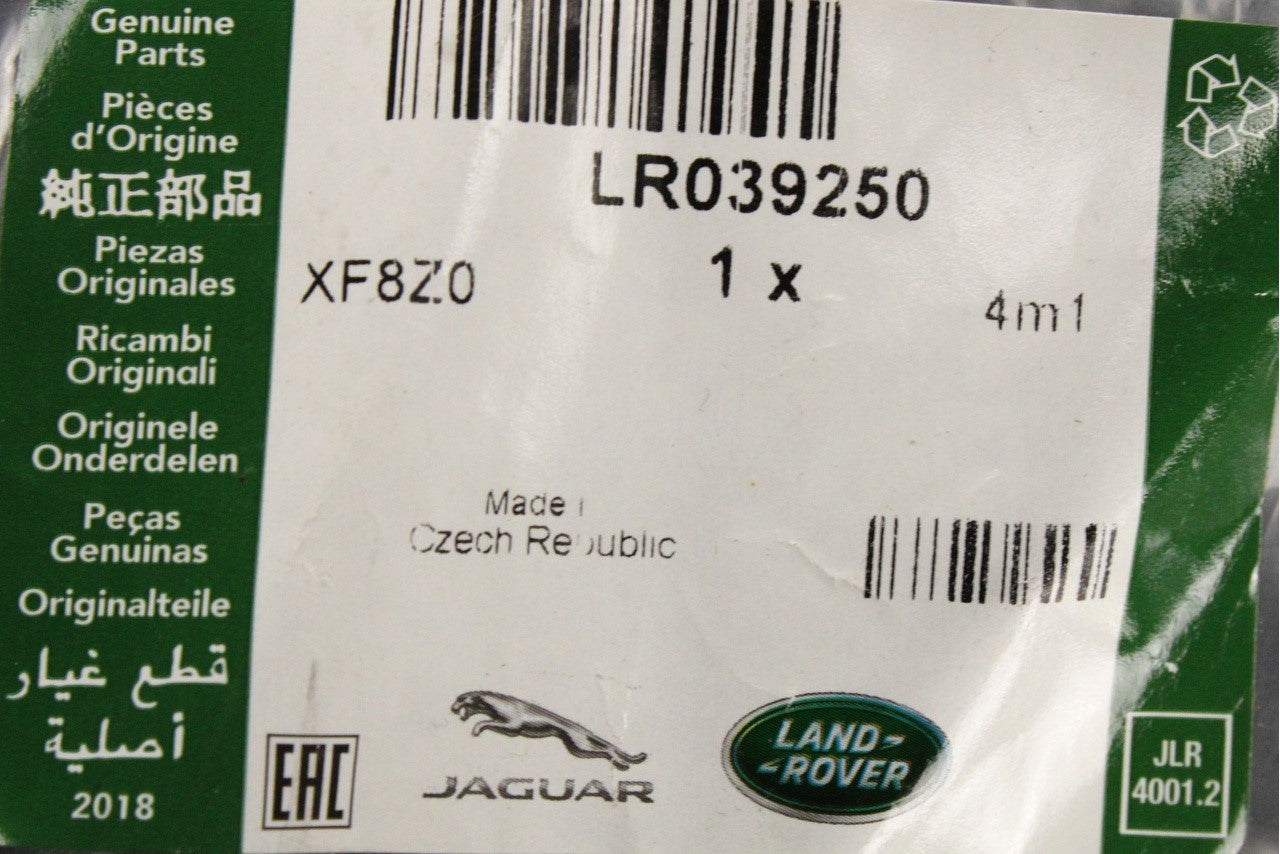 Genuine
Parts
Pièces
d'Origine
純正部品
Piezas
Originales
Ricambi
Originali
Originele
Onderdelen
Peças
Genuinas
Originalteile
قطع غيار
أصلية
2018
LR039250
XF8Z0
1 x
4m1
Made i
Czech Republic
EAC
JAGUAR
LAND-
-ROVER
JLR
4001.2